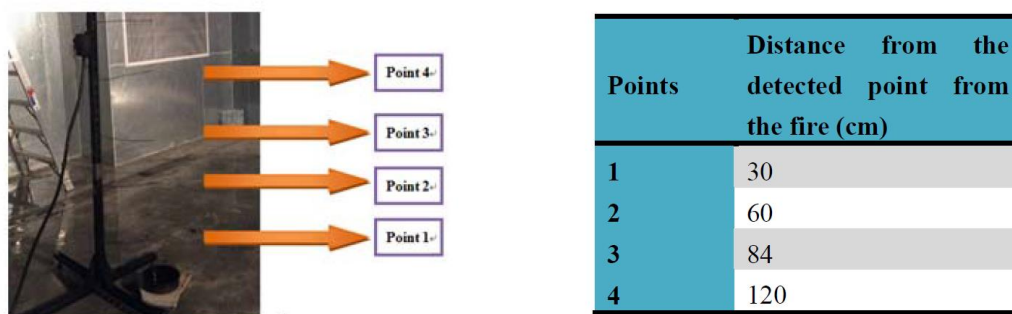 Point 4
Point 3
Point 2
Point 1
Points
Distance from the
detected point from
the fire (cm)
1 30
2 60
3 84
4 120